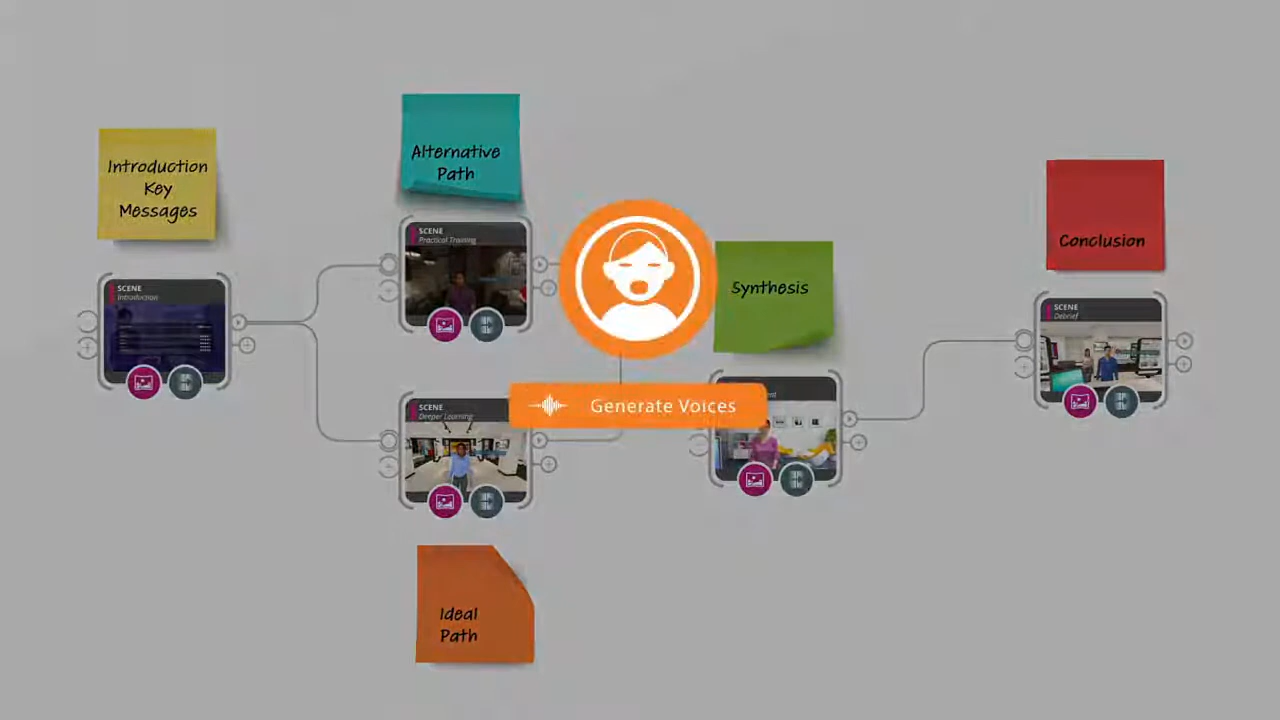 Introduction
Key
Messages
SCENE
Introduction
Alternative
Path
SCENE
Practical Training
SCENE
Deeper Learning
Ideal
Path
Generate Voices
Synthesis
Conclusion
SCENE
Debrief